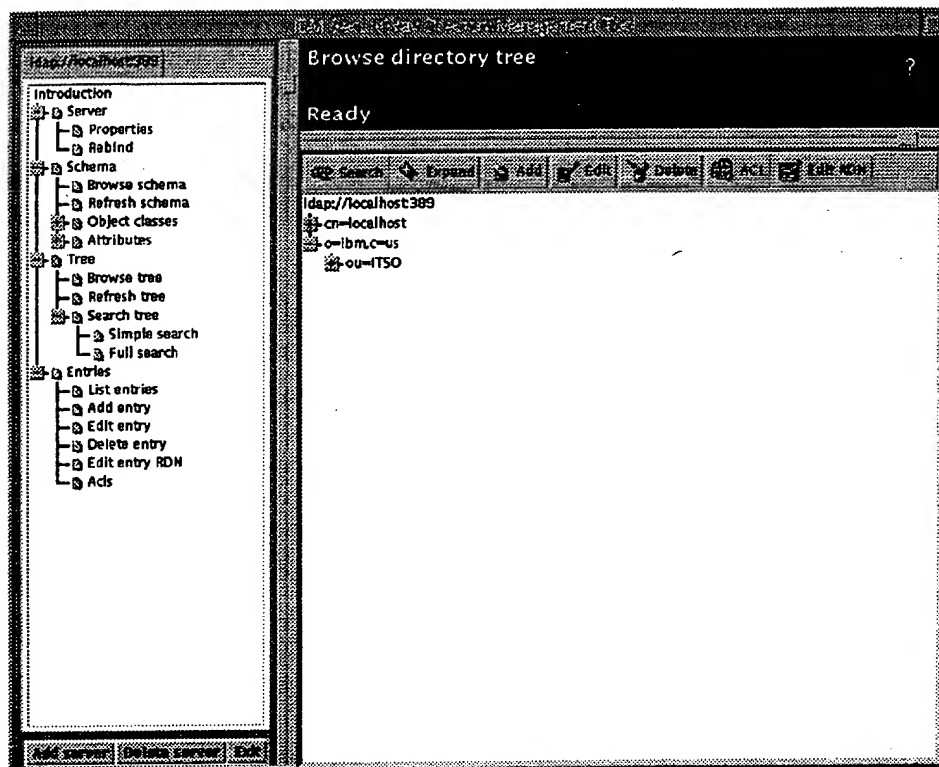 Directory Management Tool
ldap://localhost:389
Introduction
Server
Properties
Rebind
Schema
Browse schema
Refresh schema
Object classes
Attributes
Tree
Browse tree
Refresh tree
Search tree
Simple search
Full search
Entries
List entries
Add entry
Edit entry
Delete entry
Edit entry RDN
Acls
Add server Delete server Exit
Browse directory tree
?
Ready
Search Expand Add Edit Delete ACL Edit RDN
ldap://localhost:389
cn=localhost
o=ibm,c=us
ou=ITSO